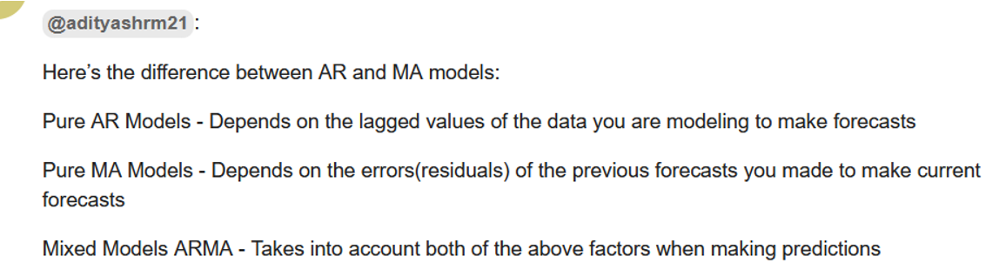 @adityashrm21 :
Here’s the difference between AR and MA models:
Pure AR Models - Depends on the lagged values of the data you are modeling to make forecasts
Pure MA Models - Depends on the errors(residuals) of the previous forecasts you made to make current
forecasts
Mixed Models ARMA - Takes into account both of the above factors when making predictions